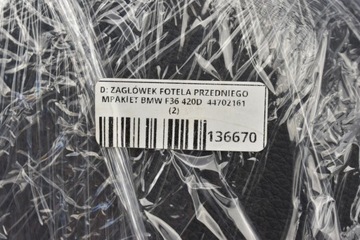 D: ZAGŁÓWEK FOTELA PRZEDNIEGO
MPAKIET BMW F36 420D 44702161
(2)
136670